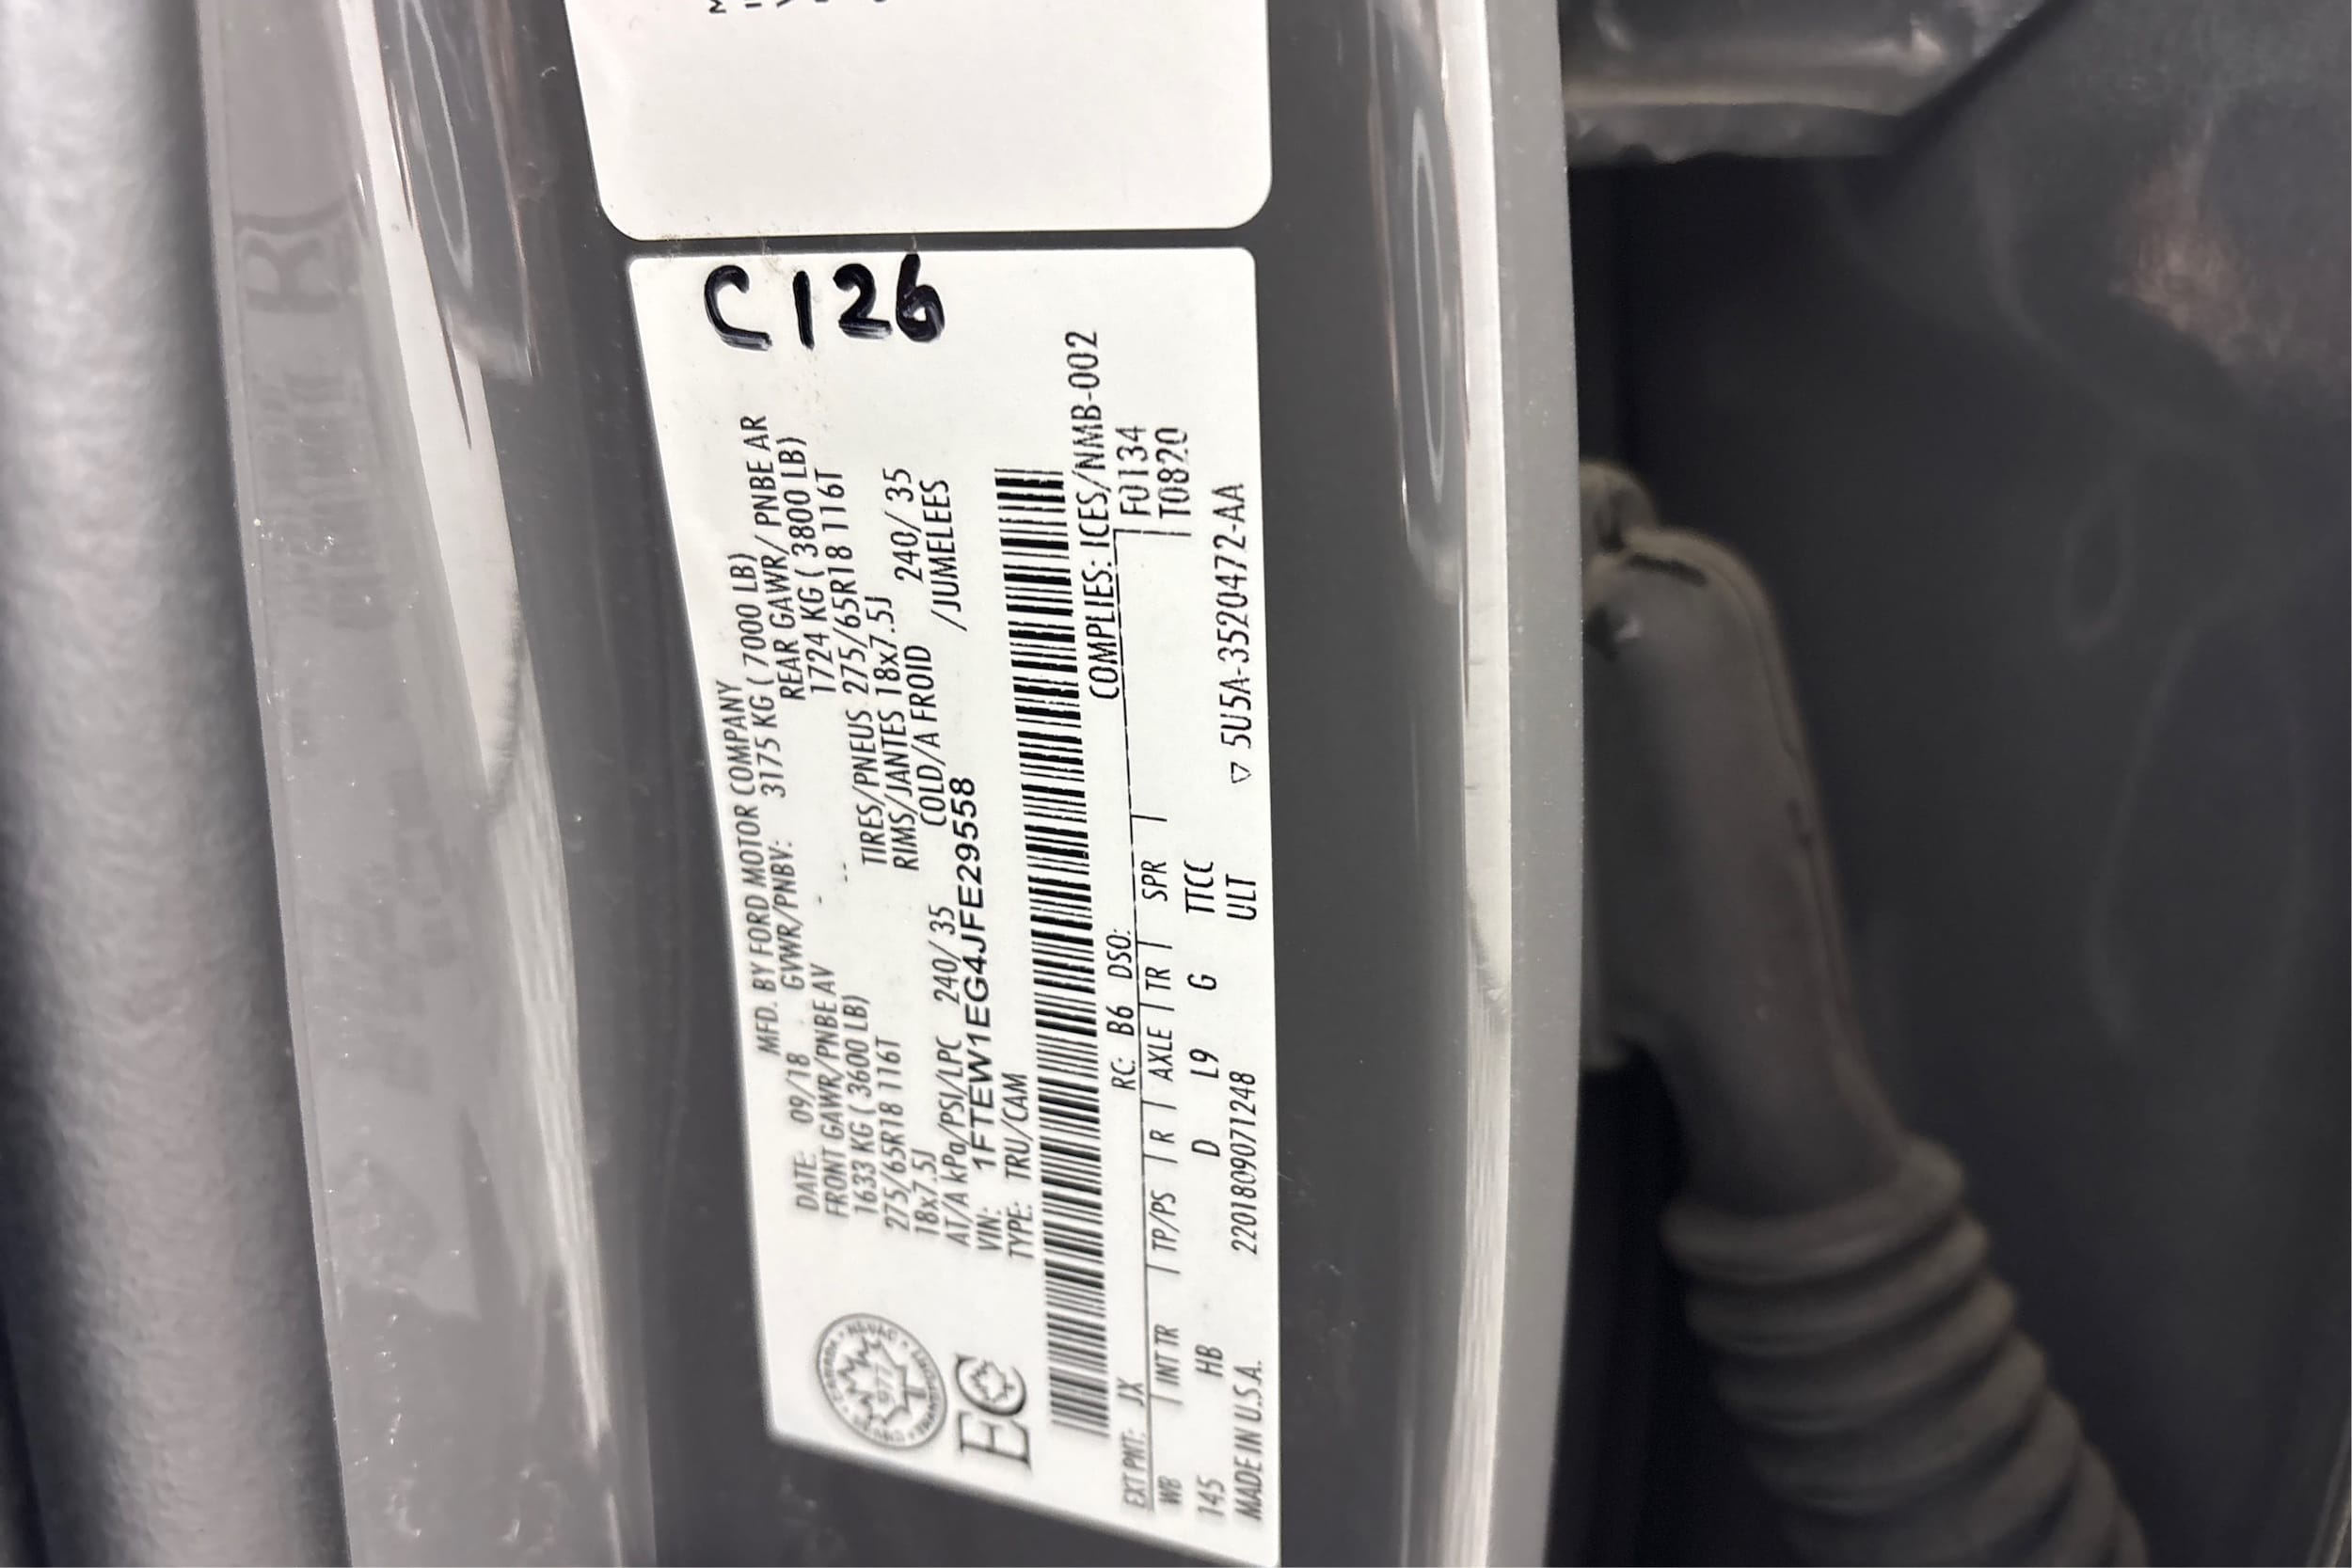 C126
MFD. BY FORD MOTOR COMPANY
DATE: 09/18 GVWR/PNBV: 3175 KG ( 7000 LB)
FRONT GAWR/PNBE AV REAR GAWR/ PNBE AR
1633 KG ( 3600 LB) - -- 1724 KG ( 3800 LB)
275/65R18 116T TIRES/PNEUS 275/65R18 116T
18x7.5J RIMS/JANTES 18x7.5J
AT/A kPa/PSI/LPC 240/ 35 COLD/A FROID 240/ 35
VIN: 1FTEW1EG4JFE29558 /JUMELEES
TYPE: TRU/CAM
EC
COMPLIES: ICES/NMB-002
EXT PNT: JX RC: B6 DSO: F0134
WB | INT TR | TP/PS | R | AXLE | TR | SPR | T0820
145 HB D L9 G TTCC
ULT
MADE IN U.S.A. 220180907124​8 ▽ 5U5A-3520472-AA